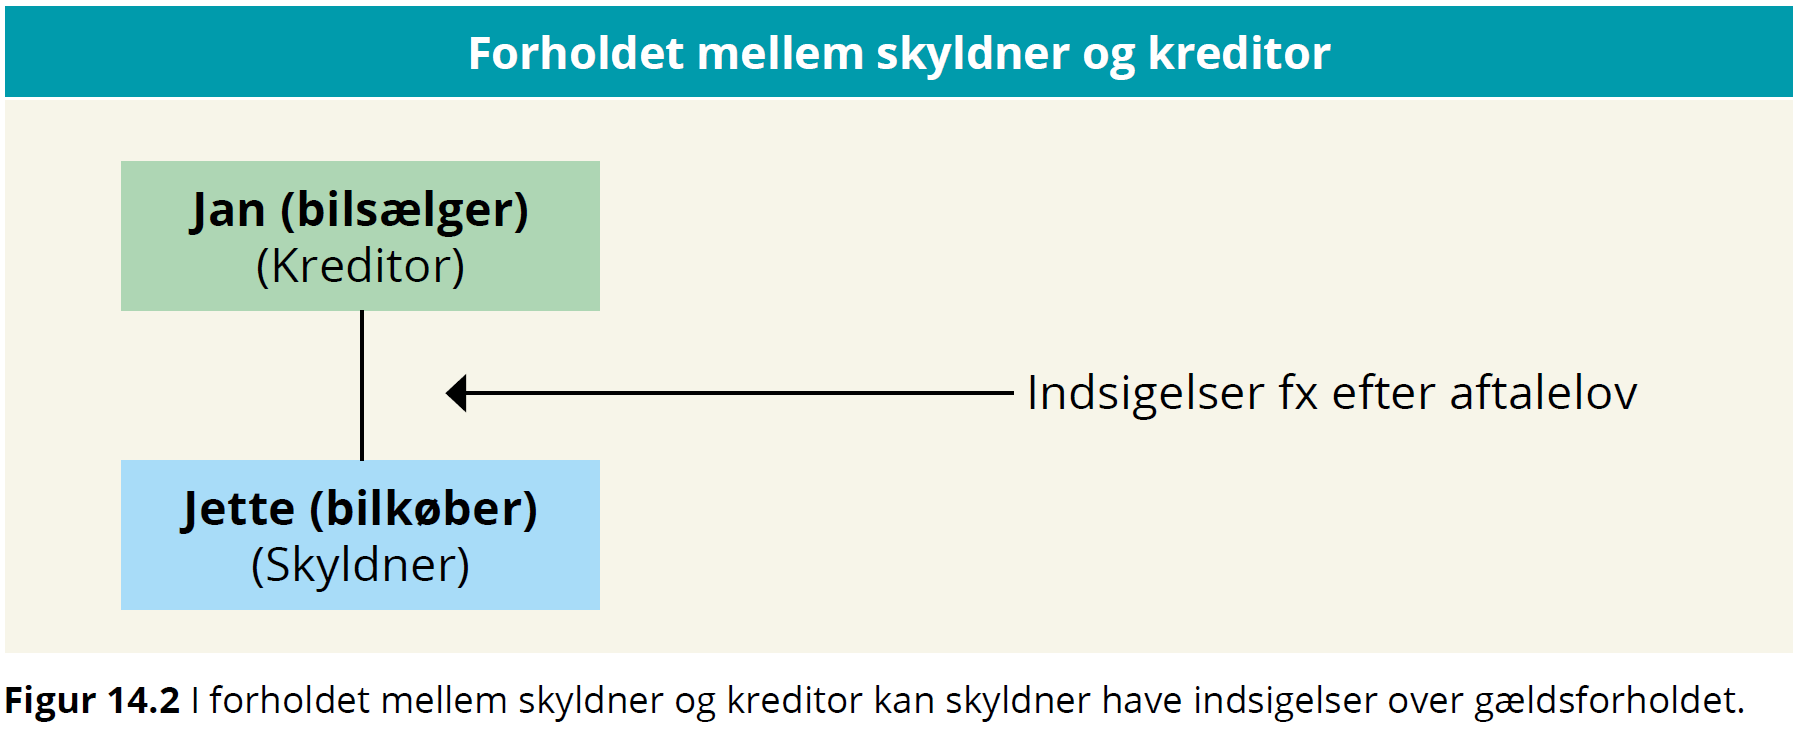 Forholdet mellem skyldner og kreditor
Jan (bilsælger)
(Kreditor)
Indsigelser fx efter aftalelov
Jette (bilkøber)
(Skyldner)
Figur 14.2 I forholdet mellem skyldner og kreditor kan skyldner have indsigelser over gældsforholdet.